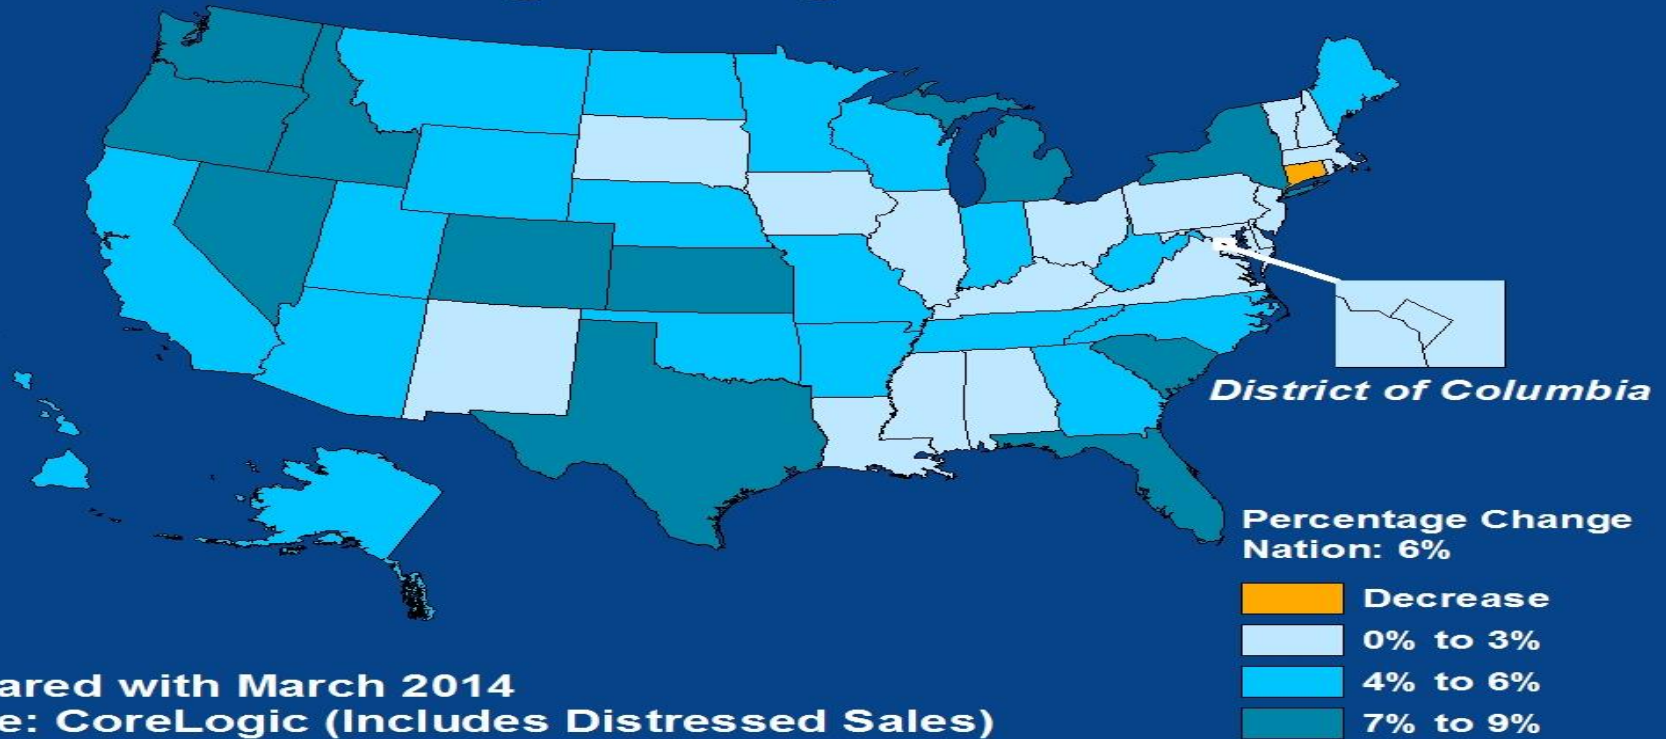 District of Columbia
Percentage Change
Nation: 6%
Decrease
0% to 3%
4% to 6%
7% to 9%
ared with March 2014
e: CoreLogic (Includes Distressed Sales)